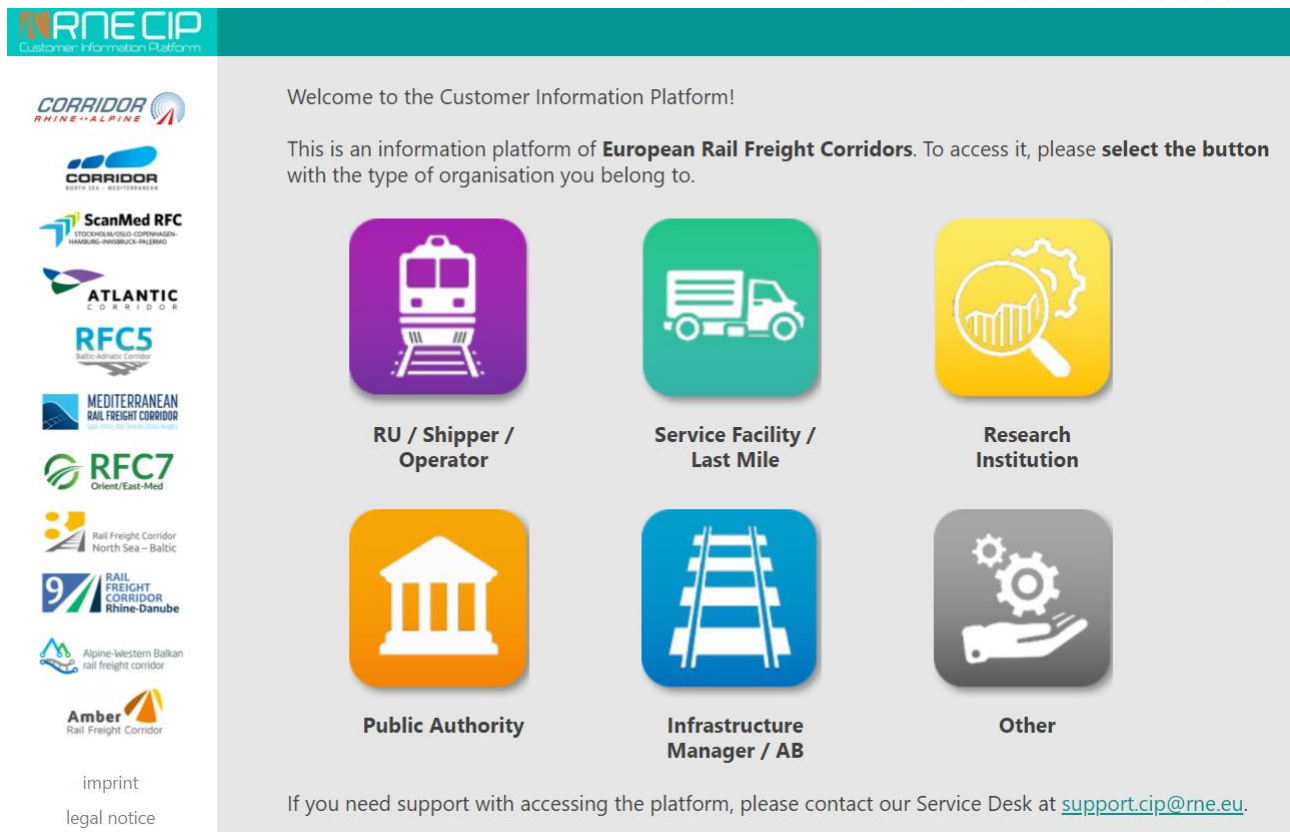 RNE CIP
Customer Information Platform
CORRIDOR
RHINE ALPINE
CORRIDOR
NORTH SEA - MEDITERRANEAN
ScanMed RFC
STOCKHOLM/OSLO-COPENHAGEN-
HAMBURG-INNSBRUCK-PALERMO
ATLANTIC
CORRIDOR
RFC5
Baltic-Adriatic Corridor
MEDITERRANEAN
RAIL FREIGHT CORRIDOR
RFC7
Orient/East-Med
Rail Freight Corridor
North Sea – Baltic
9
RAIL
FREIGHT
CORRIDOR
Rhine-Danube
Alpine-Western Balkan
rail freight corridor
Amber
Rail Freight Corridor
imprint
legal notice
Welcome to the Customer Information Platform!
This is an information platform of European Rail Freight Corridors. To access it, please select the button
with the type of organisation you belong to.
RU / Shipper /
Operator
Service Facility /
Last Mile
Research
Institution
Public Authority
Infrastructure
Manager / AB
Other
If you need support with accessing the platform, please contact our Service Desk at support.cip@rne.eu.